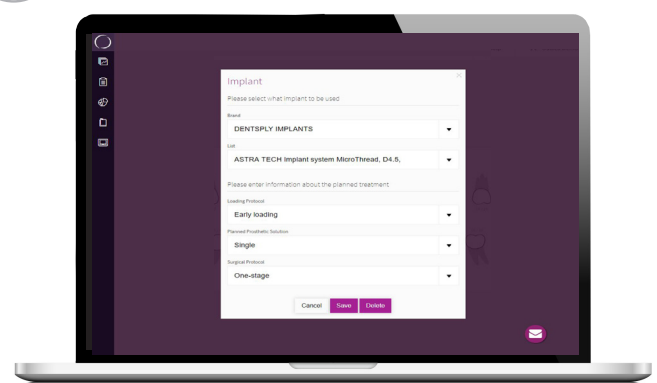 Implant
Please select what implant to be used
Brand
DENTSPLY IMPLANTS
List
ASTRA TECH Implant system MicroThread, D4.5,
Please enter information about the planned treatment
Loading Protocol
Early loading
Planned Prosthetic Solution
Single
Surgical Protocol
One-stage
Cancel Save Delete